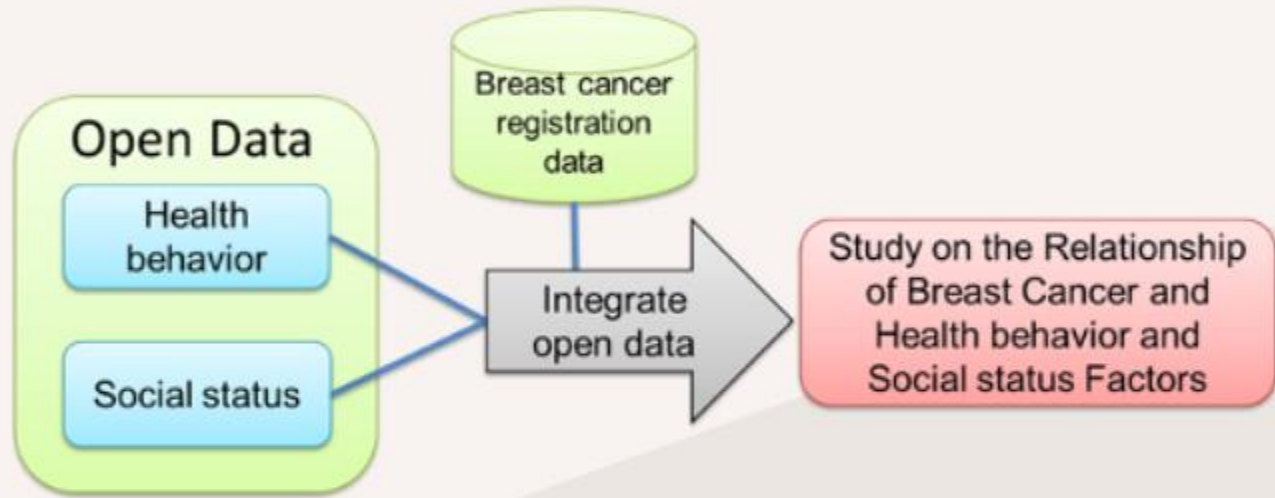 Open Data
Health
behavior
Social status
Breast cancer
registration
data
Integrate
open data
Study on the Relationship
of Breast Cancer and
Health behavior and
Social status Factors